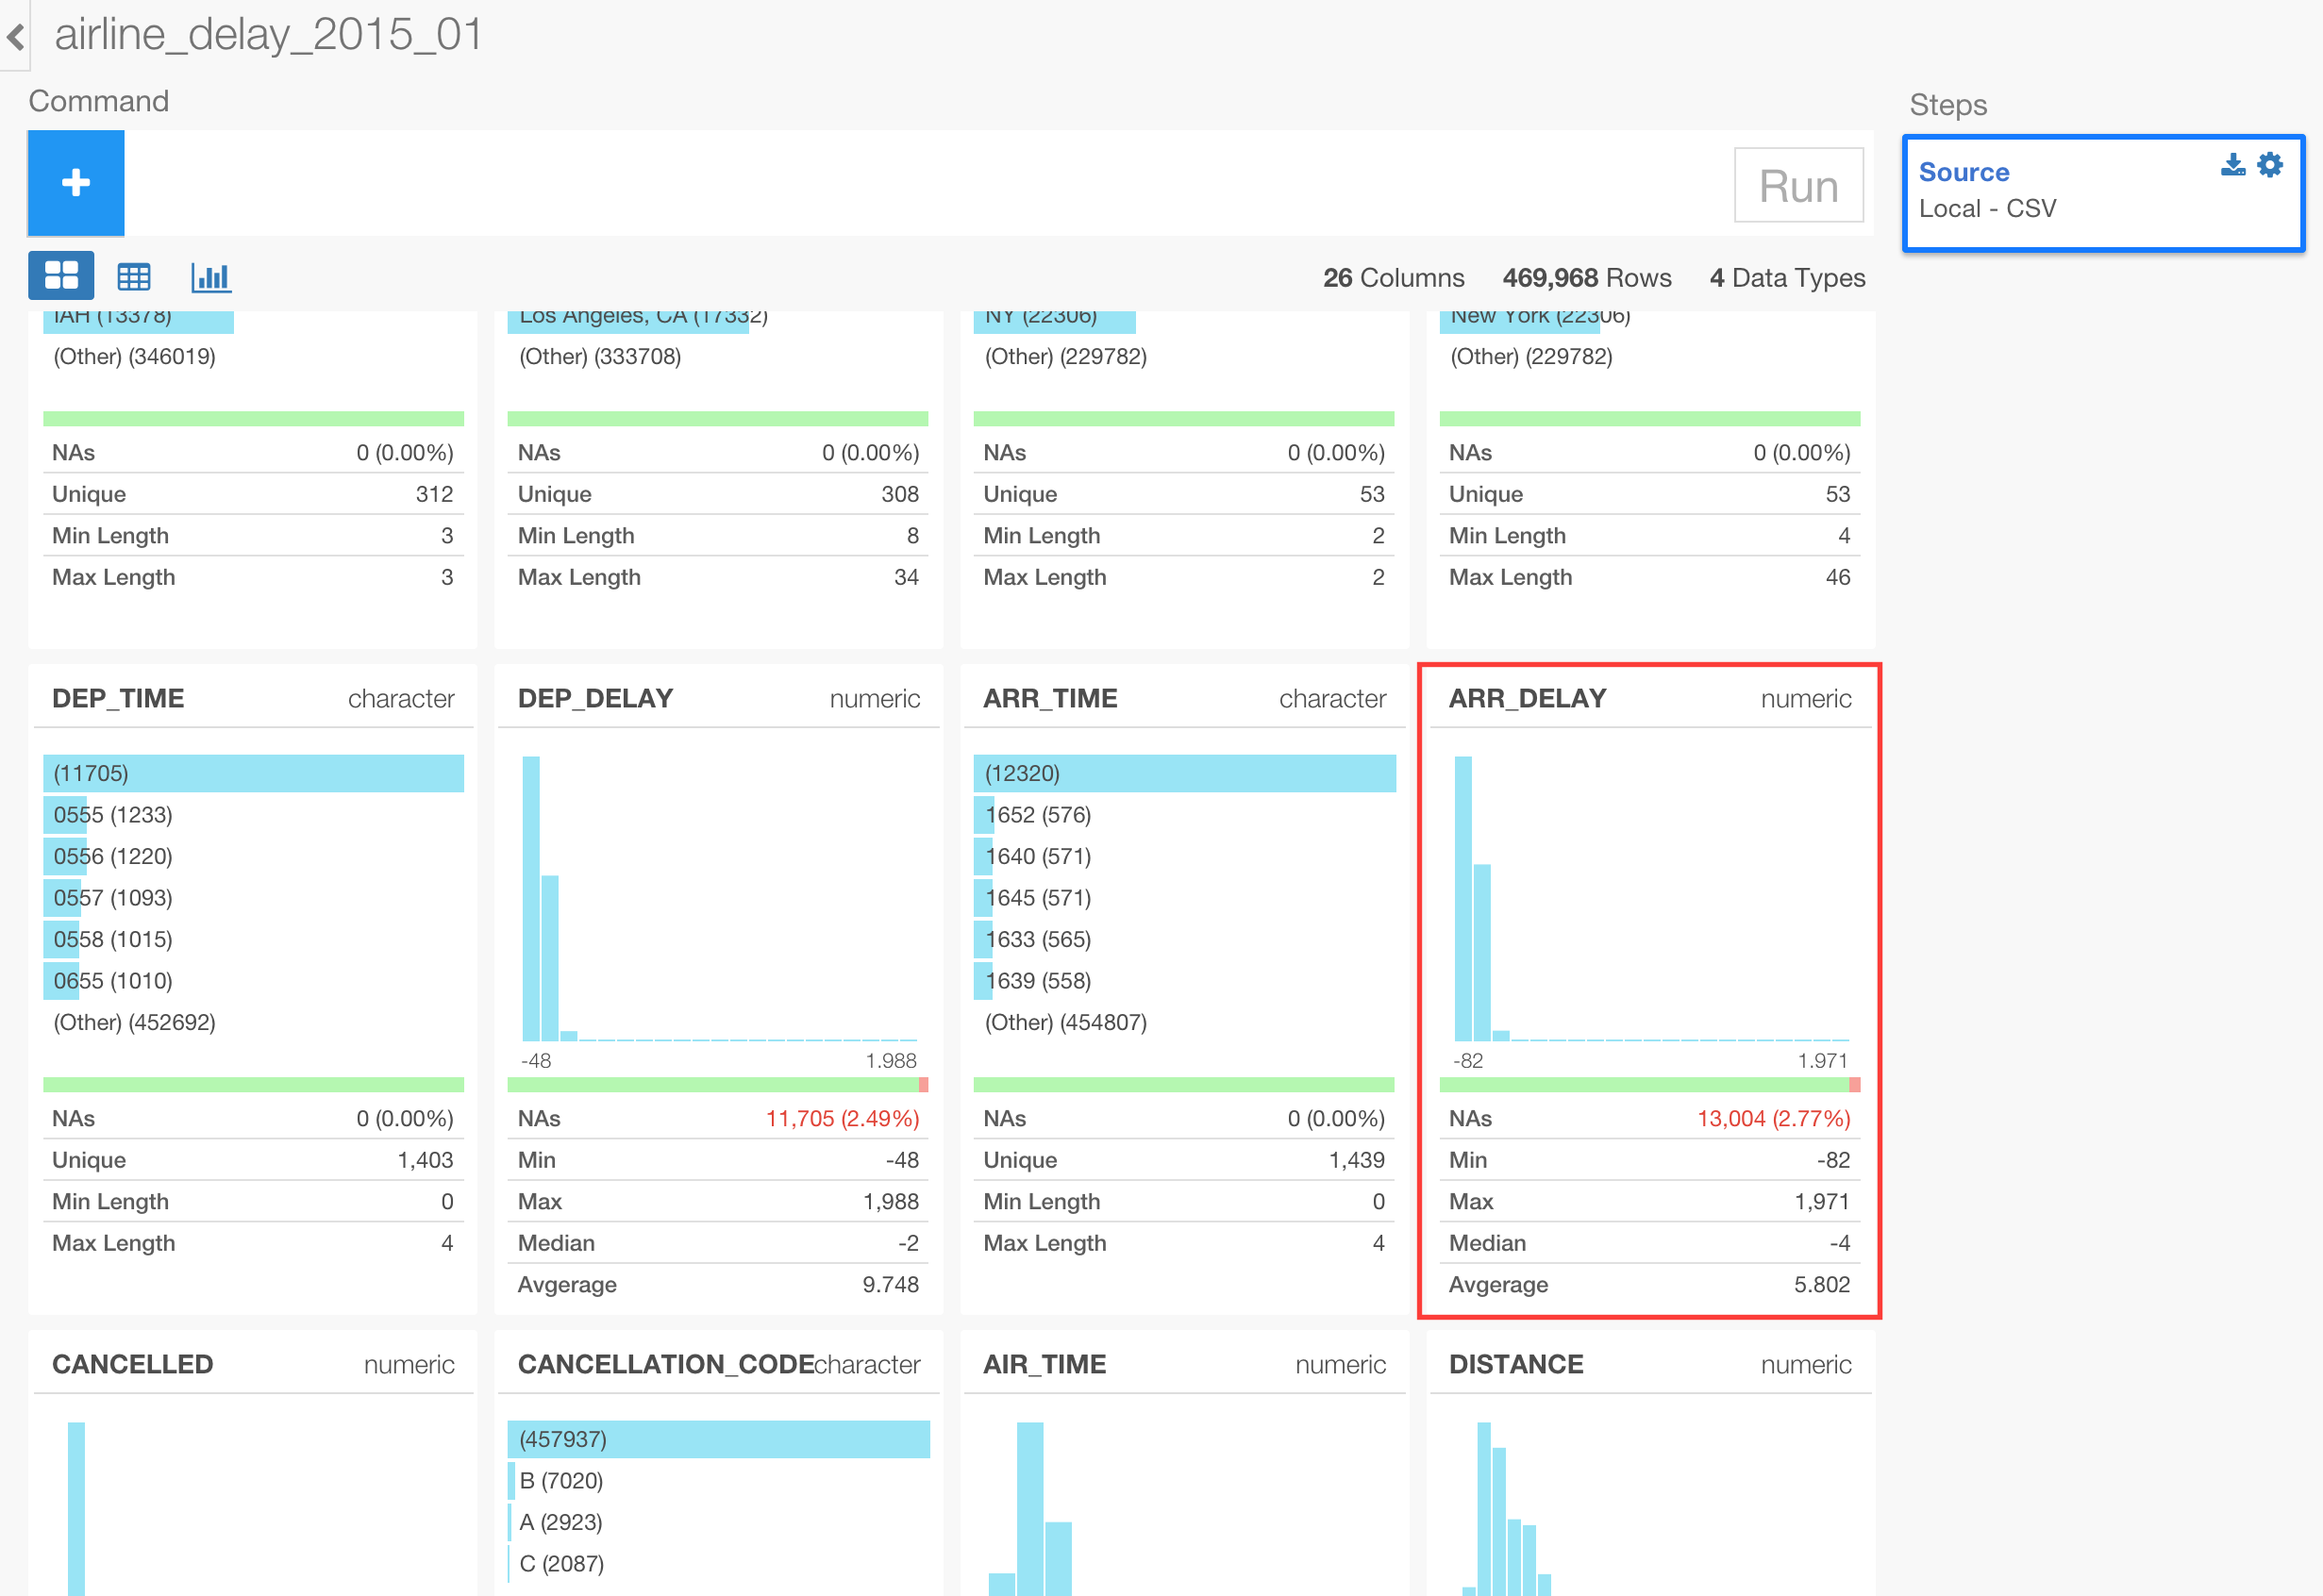 airline_delay_2015_01
Command
Steps
+
Run
Source
Local - CSV
26 Columns 469,968 Rows 4 Data Types
IAH (13378)
(Other) (346019)
NAs 0 (0.00%)
Unique 312
Min Length 3
Max Length 3
Los Angeles, CA (17332)
(Other) (333708)
NAs 0 (0.00%)
Unique 308
Min Length 8
Max Length 34
NY (22306)
(Other) (229782)
NAs 0 (0.00%)
Unique 53
Min Length 2
Max Length 2
New York (22306)
(Other) (229782)
NAs 0 (0.00%)
Unique 53
Min Length 4
Max Length 46
DEP_TIME character
(11705)
0555 (1233)
0556 (1220)
0557 (1093)
0558 (1015)
0655 (1010)
(Other) (452692)
NAs 0 (0.00%)
Unique 1,403
Min Length 0
Max Length 4
DEP_DELAY numeric
-48 1.988
NAs 11,705 (2.49%)
Min -48
Max 1,988
Median -2
Avgerage 9.748
ARR_TIME character
(12320)
1652 (576)
1640 (571)
1645 (571)
1633 (565)
1639 (558)
(Other) (454807)
NAs 0 (0.00%)
Unique 1,439
Min Length 0
Max Length 4
ARR_DELAY numeric
-82 1.971
NAs 13,004 (2.77%)
Min -82
Max 1,971
Median -4
Avgerage 5.802
CANCELLED numeric
CANCELLATION_CODE character
(457937)
B (7020)
A (2923)
C (2087)
AIR_TIME numeric
DISTANCE numeric